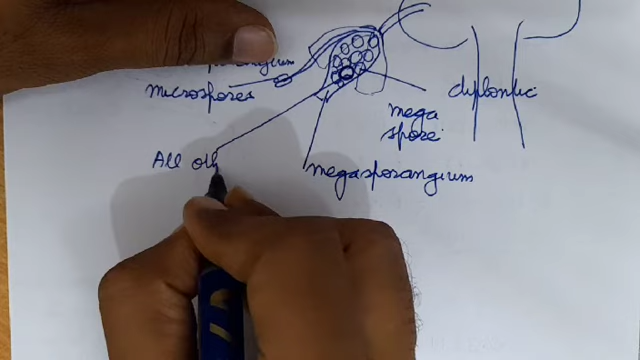 microspores
diplontic
mega
spore
All oth
megasporangium